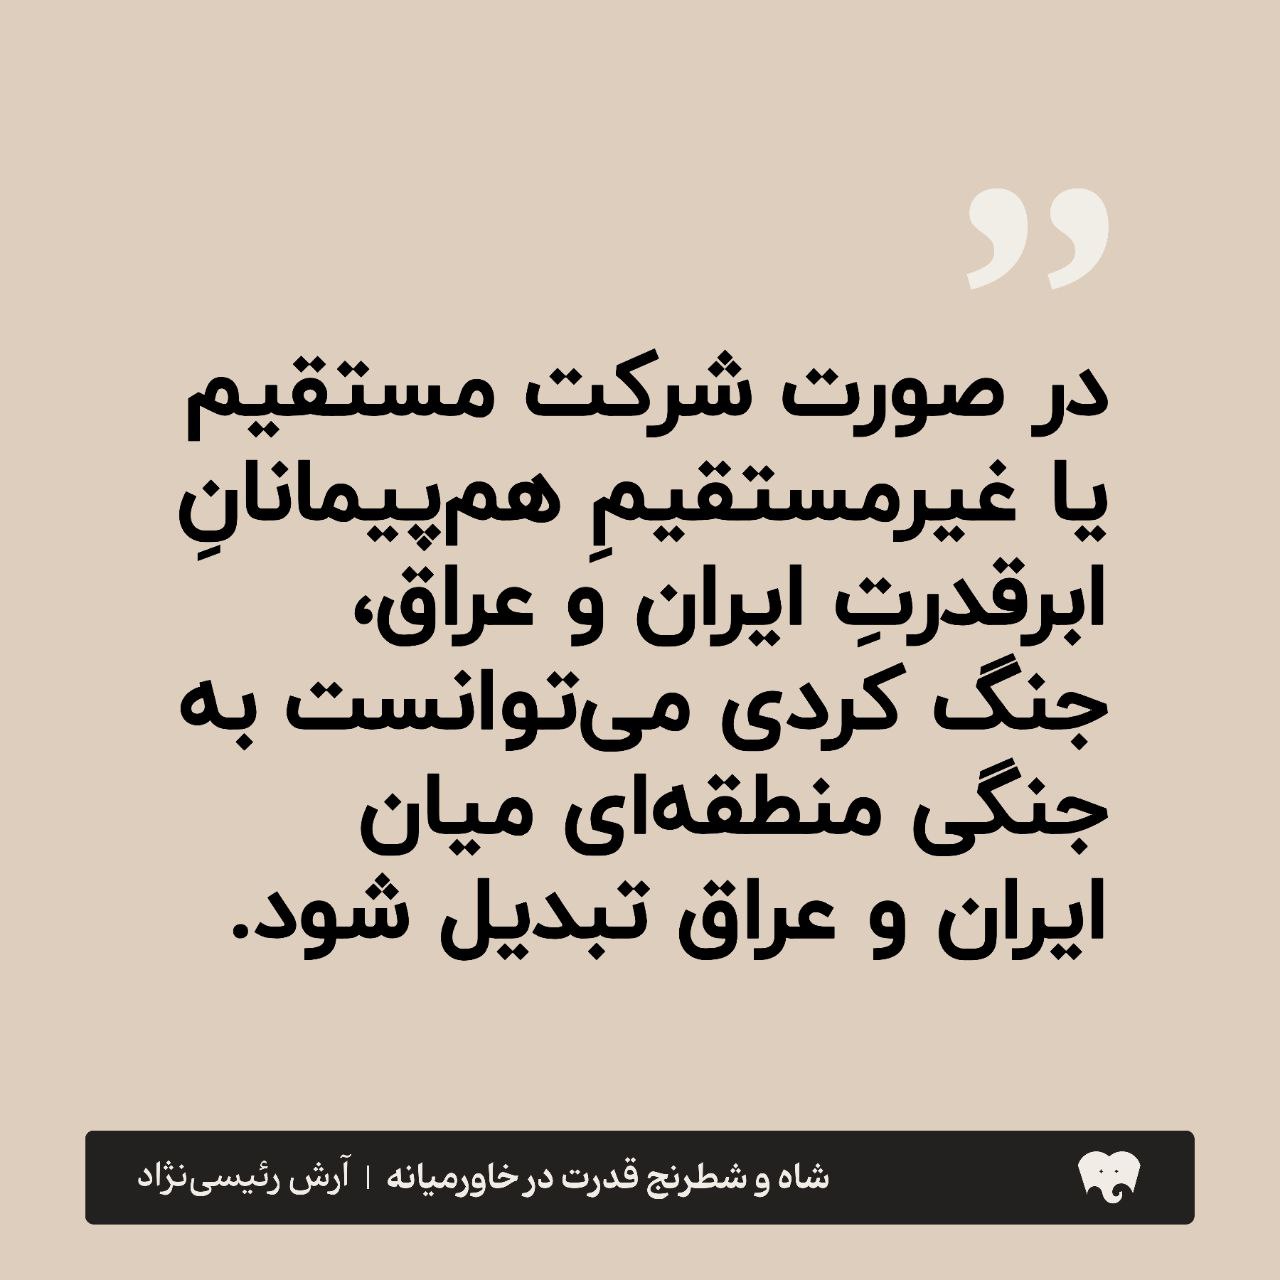 ”
در صورت شرکت مستقیم
یا غیرمستقیمِ هم‌پیمانانِ
ابرقدرتِ ایران و عراق،
جنگ کردی می‌توانست به
جنگی منطقه‌ای میان
ایران و عراق تبدیل شود.
شاه و شطرنج قدرت در خاورمیانه | آرش رئیسی‌نژاد